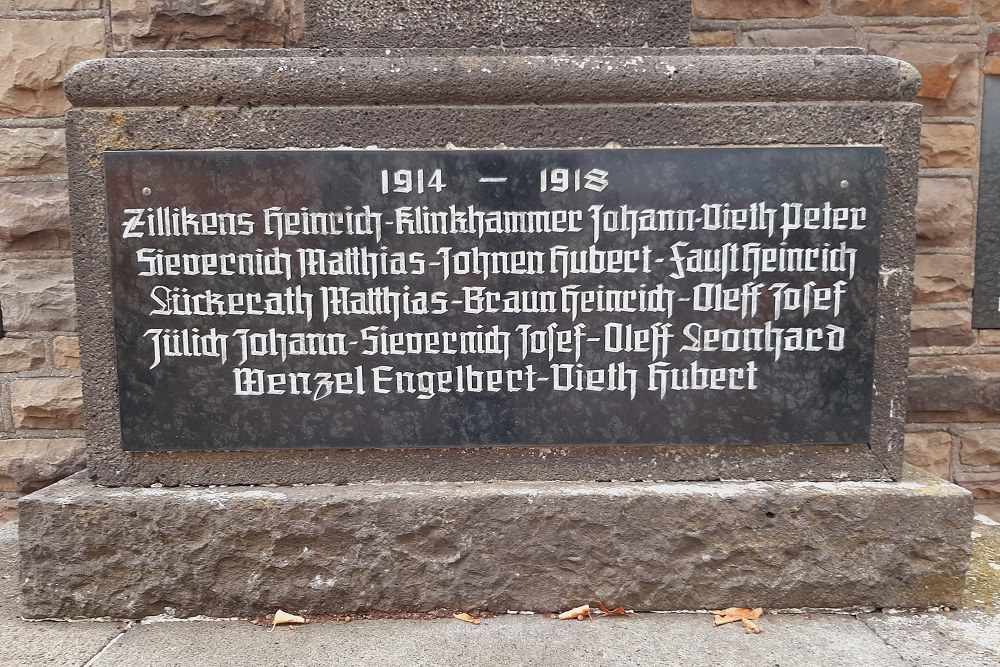 1914 — 1918
Zillikens Heinrich-Klinkhammer Johann-Vieth Peter
Sievernich Matthias-Johnen Hubert-Faust Heinrich
Lückerath Matthias-Braun Heinrich-Oleff Josef
Jülich Johann-Sievernich Josef-Oleff Leonhard
Wenzel Engelbert-Vieth Hubert